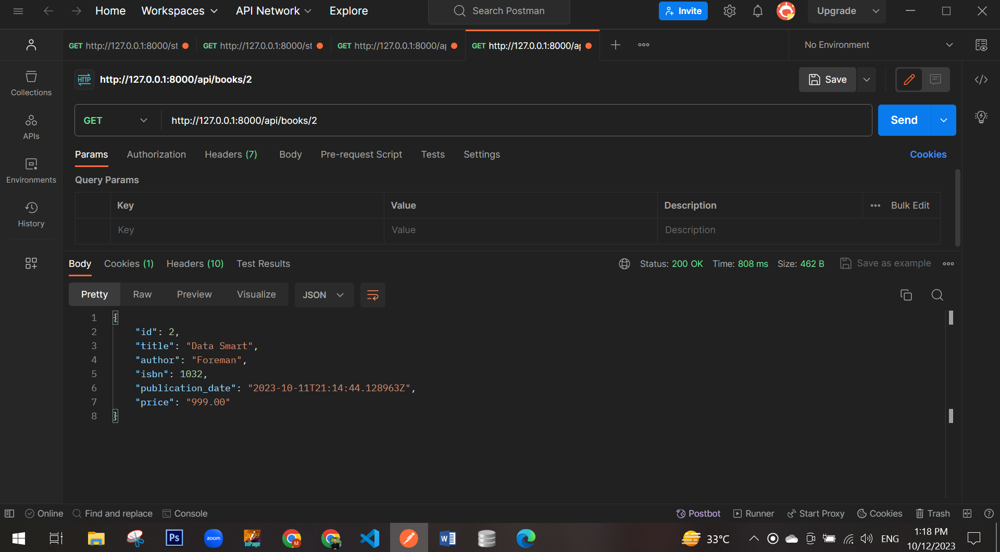 Home Workspaces API Network Explore Search Postman Invite Upgrade
GET http://127.0.0.1:8000/st GET http://127.0.0.1:8000/st GET http://127.0.0.1:8000/ap GET http://127.0.0.1:8000/ap No Environment
HTTP http://127.0.0.1:8000/api/books/2 Save
Collections
GET http://127.0.0.1:8000/api/books/2 Send
APIs
Params Authorization Headers (7) Body Pre-request Script Tests Settings Cookies
Environments
Query Params
Key Value Description Bulk Edit
History
Key Value Description
Body Cookies (1) Headers (10) Test Results Status: 200 OK Time: 808 ms Size: 462 B Save as example
Pretty Raw Preview Visualize JSON
1 {
2 "id": 2,
3 "title": "Data Smart",
4 "author": "Foreman",
5 "isbn": 1032,
6 "publication_date": "2023-10-11T21:14:44.128963Z",
7 "price": "999.00"
8 }
Online Find and replace Console Postbot Runner Start Proxy Cookies Trash
Ps zoom 2009 InPage M W 33°C ENG 1:18 PM
10/12/2023